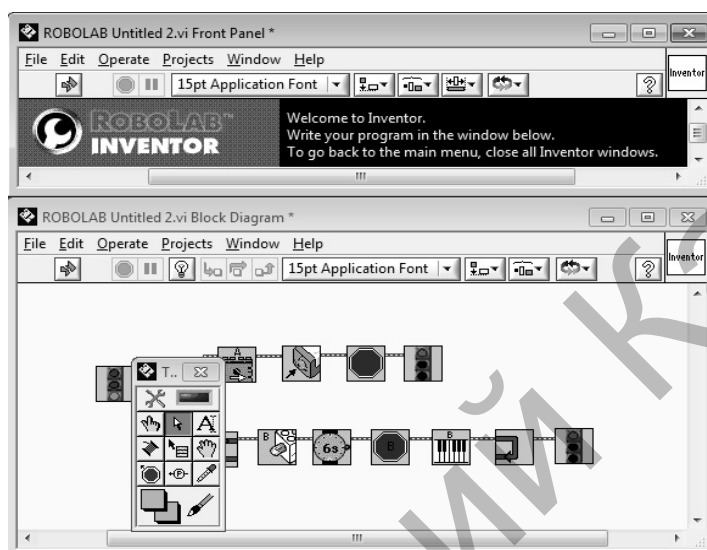 ROBOLAB Untitled 2.vi Front Panel *
File Edit Operate Projects Window Help
15pt Application Font
Inventor
ROBOLAB™
INVENTOR
Welcome to Inventor.
Write your program in the window below.
To go back to the main menu, close all Inventor windows.
ROBOLAB Untitled 2.vi Block Diagram *
File Edit Operate Projects Window Help
15pt Application Font
Inventor
A
T..
A
P
B
6s
B
B
ИЙ К